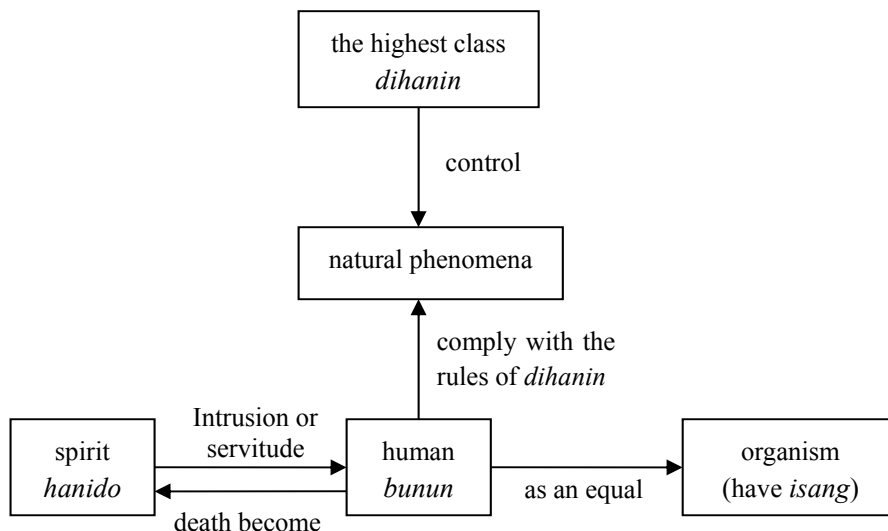 the highest class
dihanin
control
natural phenomena
comply with the
rules of dihanin
Intrusion or
servitude
spirit
hanido
human
bunun
organism
(have isang)
as an equal
death become